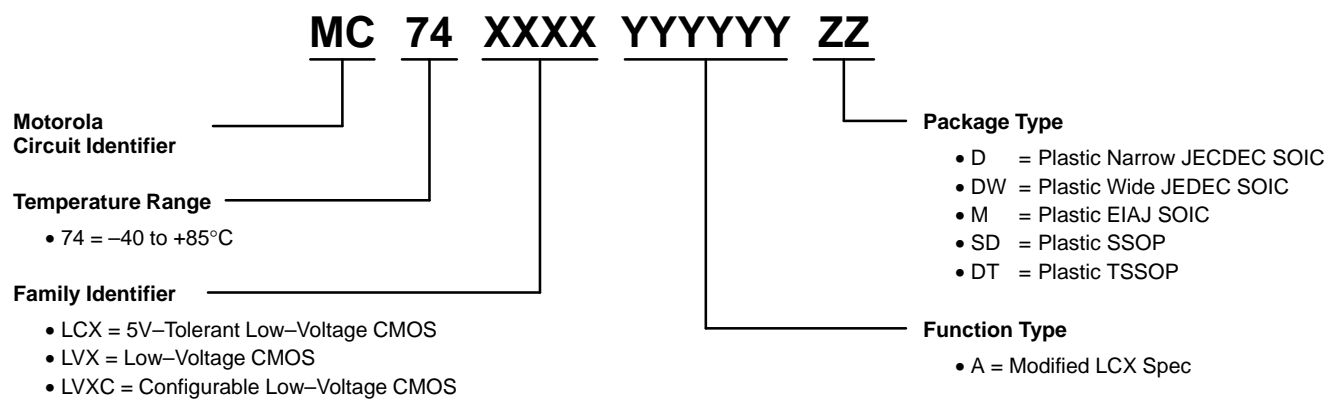 MC 74 XXXX YYYYYY ZZ
Motorola
Circuit Identifier
Temperature Range
• 74 = –40 to +85°C
Family Identifier
• LCX = 5V–Tolerant Low–Voltage CMOS
• LVX = Low–Voltage CMOS
• LVXC = Configurable Low–Voltage CMOS
Package Type
• D = Plastic Narrow JECDEC SOIC
• DW = Plastic Wide JEDEC SOIC
• M = Plastic EIAJ SOIC
• SD = Plastic SSOP
• DT = Plastic TSSOP
Function Type
• A = Modified LCX Spec